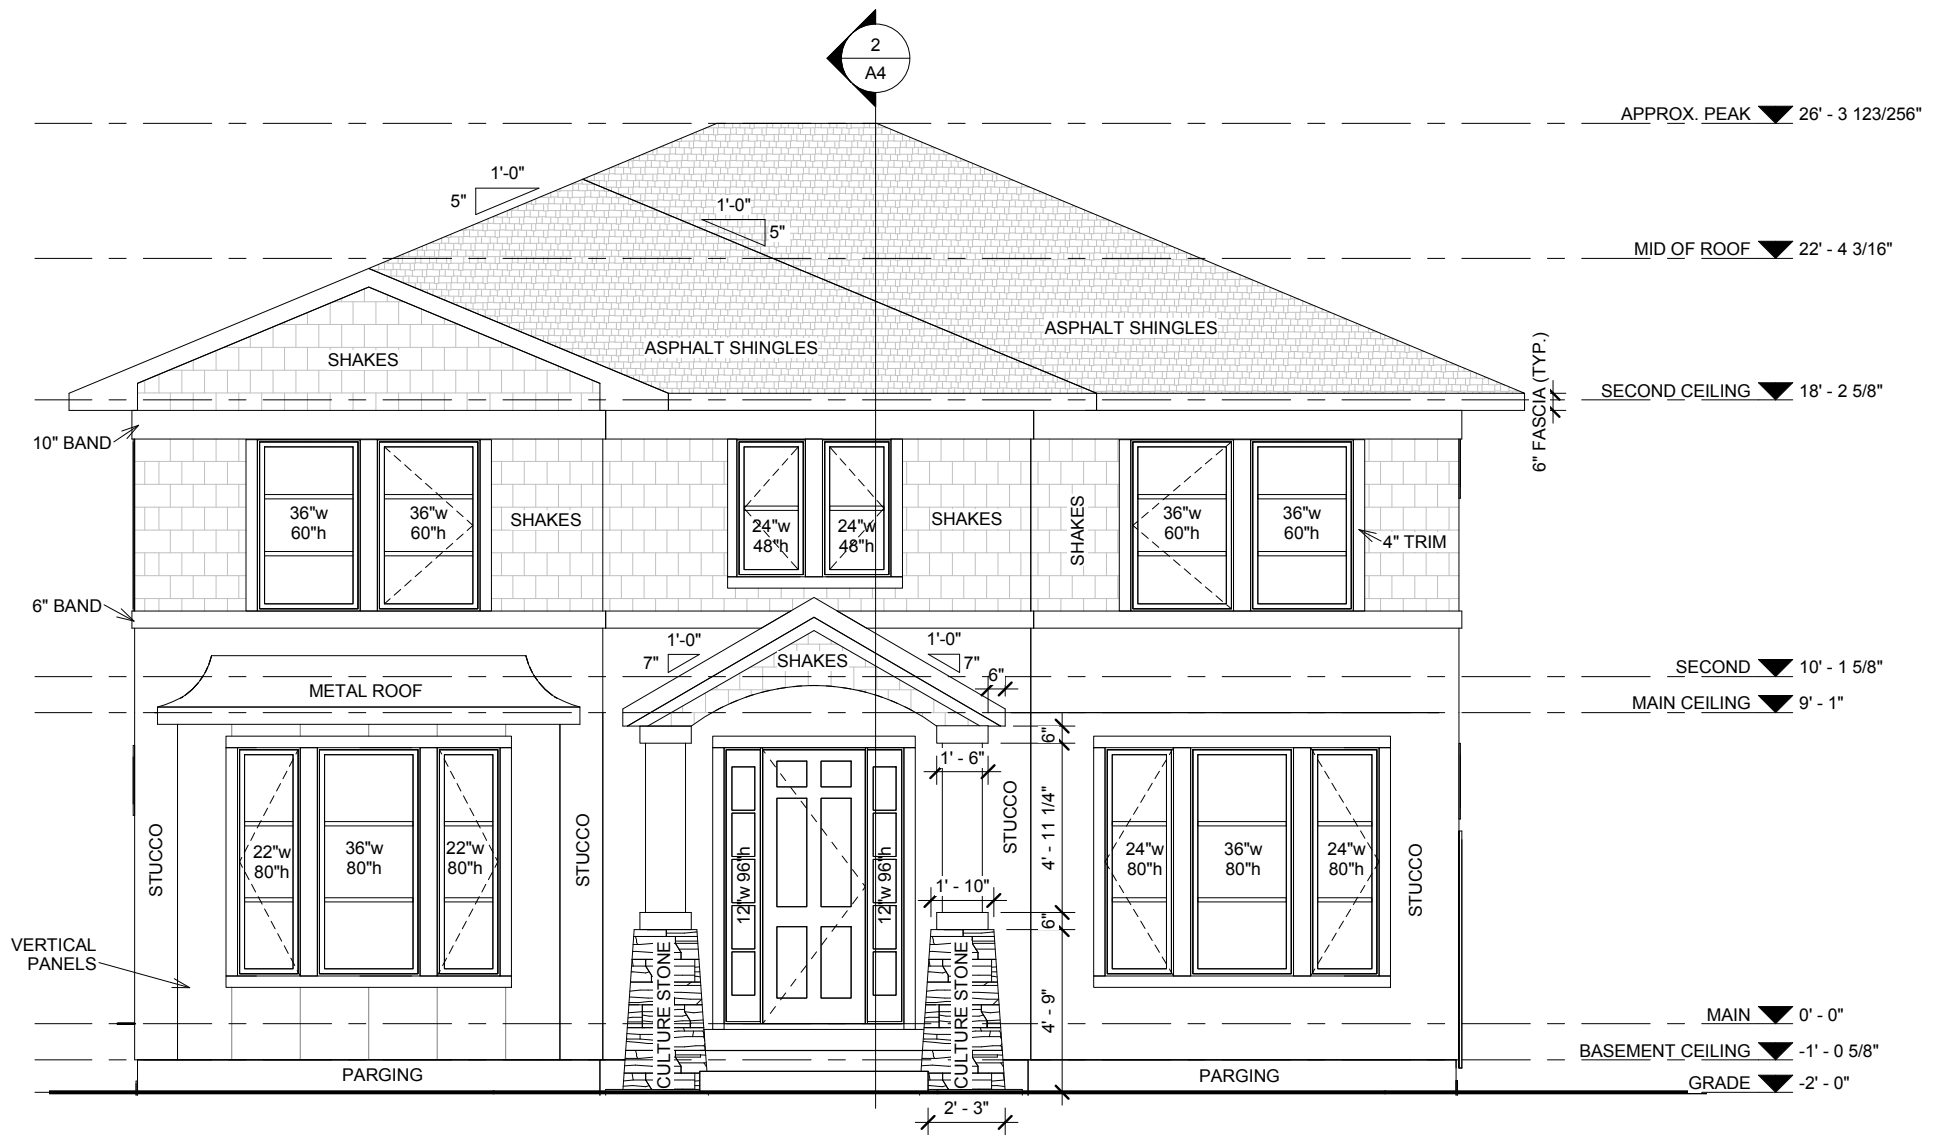 2
A4
APPROX. PEAK 26' - 3 123/256"
1'-0"
5"
1'-0"
5"
MID OF ROOF 22' - 4 3/16"
ASPHALT SHINGLES
ASPHALT SHINGLES
SHAKES
6" FASCIA (TYP.)
SECOND CEILING 18' - 2 5/8"
10" BAND
36"w
60"h
36"w
60"h
SHAKES
24"w
48"h
24"w
48"h
SHAKES
SHAKES
36"w
60"h
36"w
60"h
4" TRIM
6" BAND
1'-0"
7"
SHAKES
1'-0"
7"
6"
SECOND 10' - 1 5/8"
METAL ROOF
MAIN CEILING 9' - 1"
6"
1' - 6"
STUCCO
22"w
80"h
36"w
80"h
22"w
80"h
STUCCO
12"w 96"h
12"w 96"h
STUCCO
4' - 11 1/4"
24"w
80"h
36"w
80"h
24"w
80"h
STUCCO
1' - 10"
6"
VERTICAL
PANELS
CULTURE STONE
CULTURE STONE
4' - 9"
MAIN 0' - 0"
BASEMENT CEILING -1' - 0 5/8"
PARGING
PARGING
GRADE -2' - 0"
2' - 3"